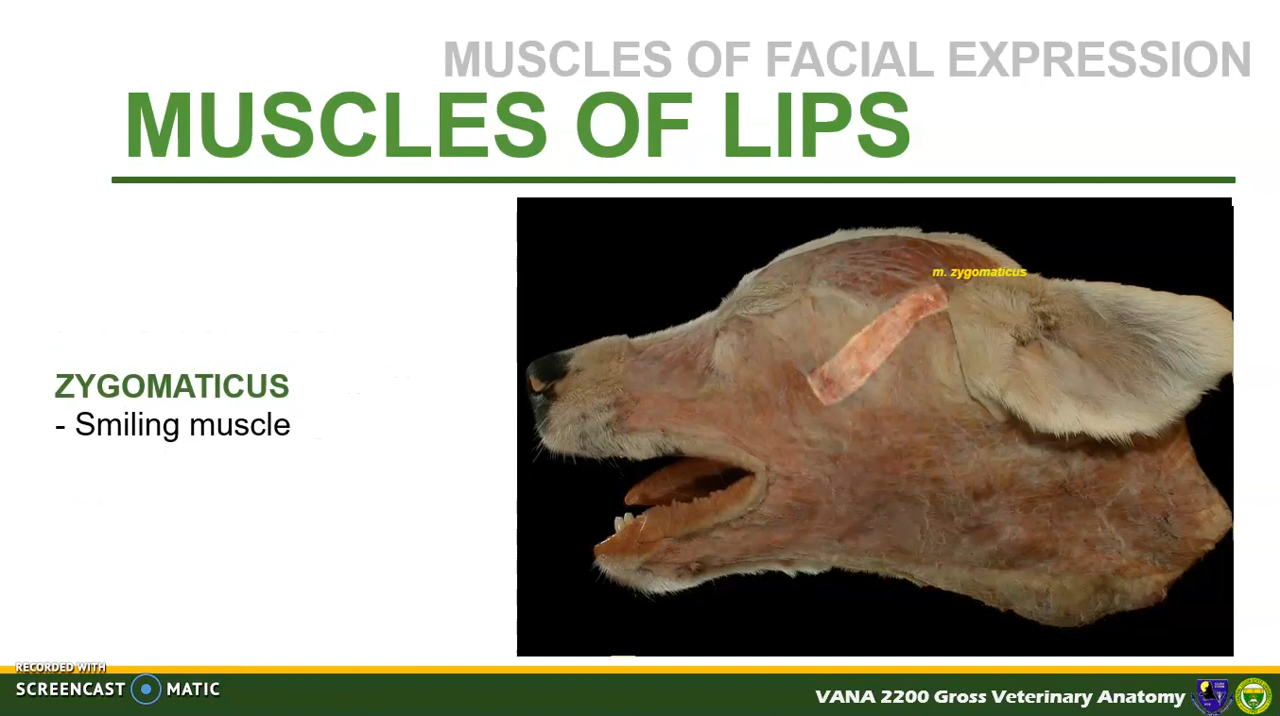 MUSCLES OF FACIAL EXPRESSION
MUSCLES OF LIPS
m. zygomaticus
ZYGOMATICUS
- Smiling muscle
RECORDED WITH
SCREENCAST MATIC
VANA 2200 Gross Veterinary Anatomy